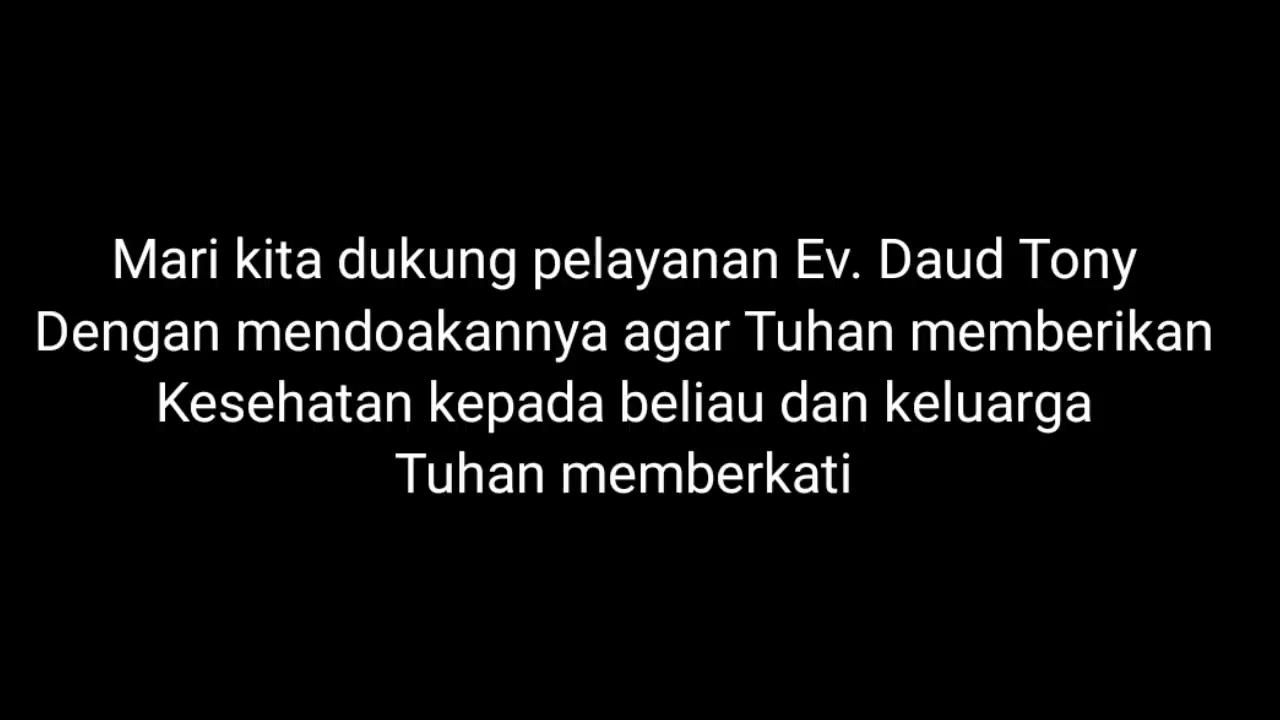 Mari kita dukung pelayanan Ev. Daud Tony
Dengan mendoakannya agar Tuhan memberikan
Kesehatan kepada beliau dan keluarga
Tuhan memberkati